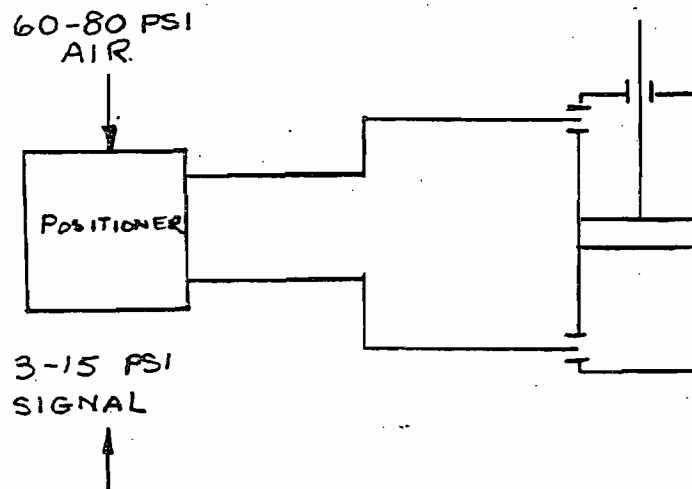 60-80 PSI
AIR.
POSITIONER
3-15 PSI
SIGNAL